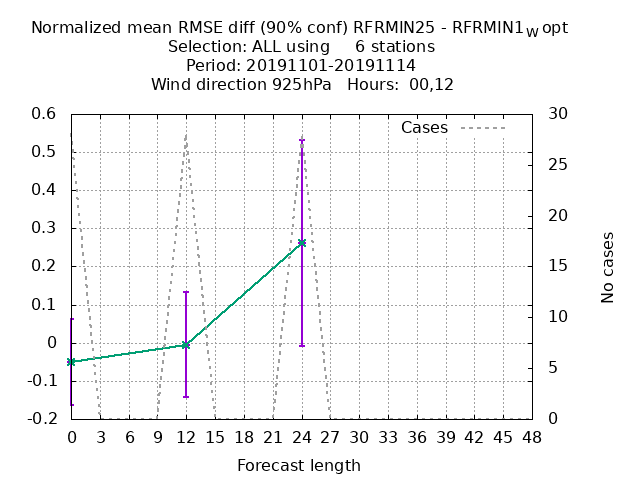 Normalized mean RMSE diff (90% conf) RFRMIN25 - RFRMIN1W opt
Selection: ALL using 6 stations
Period: 20191101-20191114
Wind direction 925hPa Hours: 00,12
Cases
0.6
0.5
0.4
0.3
0.2
0.1
0
-0.1
-0.2
30
25
20
15
10
5
0
No cases
0 3 6 9 12 15 18 21 24 27 30 33 36 39 42 45 48
Forecast length